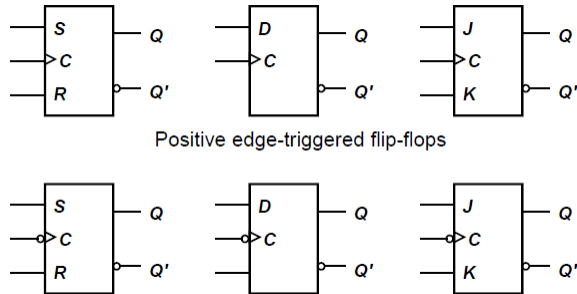 S Q D Q J Q
C C C
R Q' Q' K Q'
Positive edge-triggered flip-flops
S Q D Q J Q
C C C
R Q' Q' K Q'